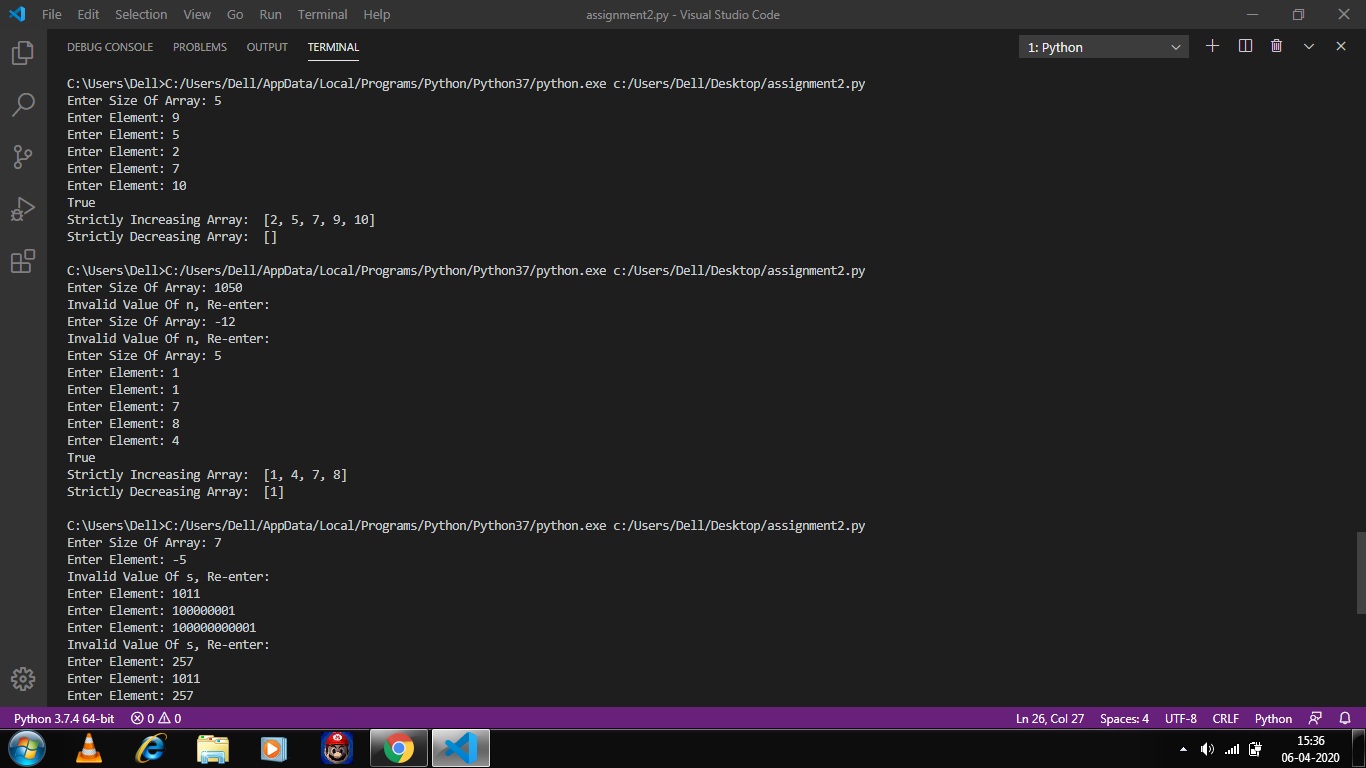 File Edit Selection View Go Run Terminal Help assignment2.py - Visual Studio Code
DEBUG CONSOLE PROBLEMS OUTPUT TERMINAL 1: Python
C:\Users\Dell>C:/Users/Dell/AppData/Local/Programs/Python/Python37/python.exe c:/Users/Dell/Desktop/assignment2.py
Enter Size Of Array: 5
Enter Element: 9
Enter Element: 5
Enter Element: 2
Enter Element: 7
Enter Element: 10
True
Strictly Increasing Array:  [2, 5, 7, 9, 10]
Strictly Decreasing Array:  []
C:\Users\Dell>C:/Users/Dell/AppData/Local/Programs/Python/Python37/python.exe c:/Users/Dell/Desktop/assignment2.py
Enter Size Of Array: 1050
Invalid Value Of n, Re-enter:
Enter Size Of Array: -12
Invalid Value Of n, Re-enter:
Enter Size Of Array: 5
Enter Element: 1
Enter Element: 1
Enter Element: 7
Enter Element: 8
Enter Element: 4
True
Strictly Increasing Array:  [1, 4, 7, 8]
Strictly Decreasing Array:  [1]
C:\Users\Dell>C:/Users/Dell/AppData/Local/Programs/Python/Python37/python.exe c:/Users/Dell/Desktop/assignment2.py
Enter Size Of Array: 7
Enter Element: -5
Invalid Value Of s, Re-enter:
Enter Element: 1011
Enter Element: 100000001
Enter Element: 100000000001
Invalid Value Of s, Re-enter:
Enter Element: 257
Enter Element: 1011
Enter Element: 257
Python 3.7.4 64-bit 0 0 Ln 26, Col 27 Spaces: 4 UTF-8 CRLF Python
15:36
06-04-2020